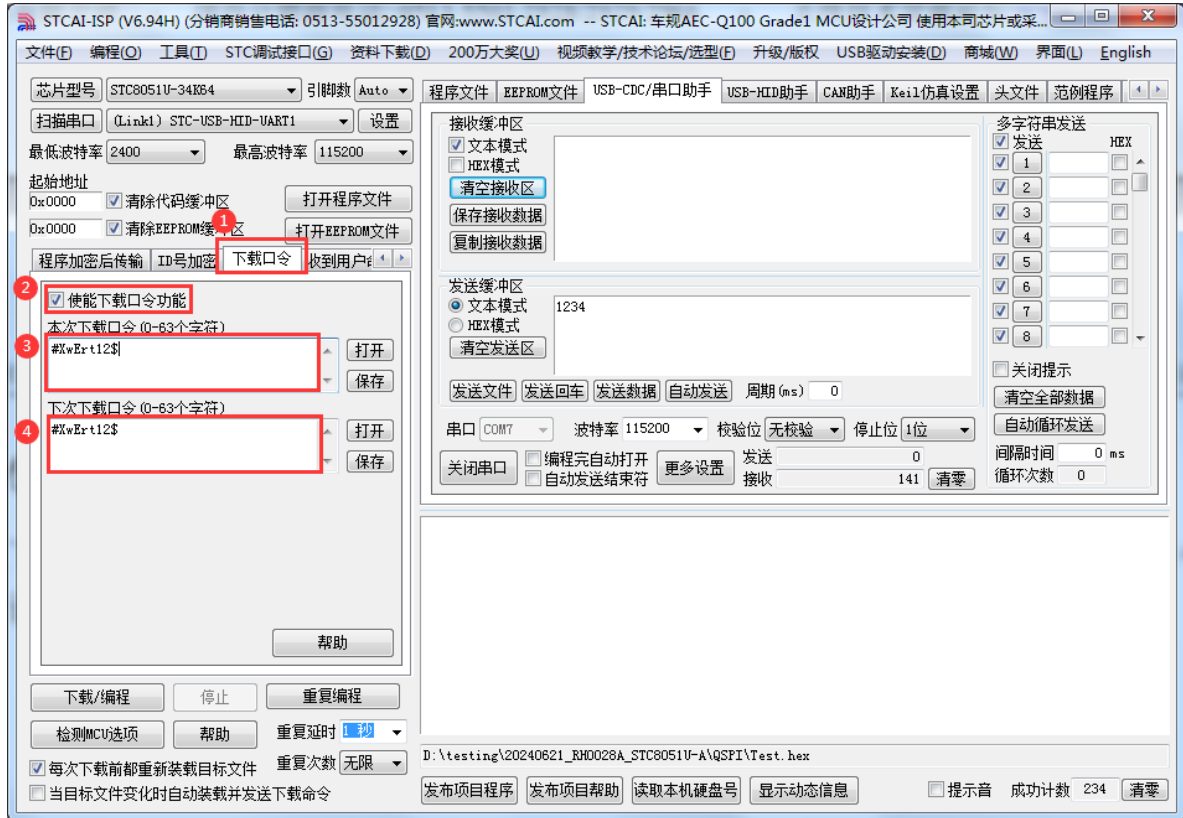 STCAI-ISP (V6.94H) (分销商销售电话: 0513-55012928) 官网:www.STCAI.com -- STCAI: 车规AEC-Q100 Grade1 MCU设计公司 使用本司芯片或采...
文件(F) 编程(O) 工具(T) STC调试接口(G) 资料下载(D) 200万大奖(U) 视频教学/技术论坛/选型(F) 升级/版权 USB驱动安装(D) 商城(W) 界面(L) English
芯片型号 STC8051U-34K64 引脚数 Auto
扫描串口 (Link1) STC-USB-HID-UART1 设置
最低波特率 2400 最高波特率 115200
起始地址
0x0000 清除代码缓冲区 打开程序文件
0x0000 清除EEPROM缓冲区 打开EEPROM文件
1
程序加密后传输 ID号加密 下载口令 收到用户
2
使能下载口令功能
本次下载口令(0-63个字符)
3
#XwErt12$
打开
保存
下次下载口令(0-63个字符)
4
#XwErt12$
打开
保存
帮助
下载/编程 停止 重复编程
检测MCU选项 帮助 重复延时 1 秒
每次下载前都重新装载目标文件 重复次数 无限
当目标文件变化时自动装载并发送下载命令
程序文件 EEPROM文件 USB-CDC/串口助手 USB-HID助手 CAN助手 Keil仿真设置 头文件 范例程序
接收缓冲区
文本模式
HEX模式
清空接收区
保存接收数据
复制接收数据
发送缓冲区
文本模式
HEX模式
清空发送区
1234
发送文件 发送回车 发送数据 自动发送 周期(ms) 0
串口 COM7 波特率 115200 校验位 无校验 停止位 1位
关闭串口 编程完自动打开 更多设置 发送 0
自动发送结束符 接收 141 清零
多字符串发送
发送 HEX
1
2
3
4
5
6
7
8
关闭提示
清空全部数据
自动循环发送
间隔时间 0 ms
循环次数 0
D:\testing\20240621_RH0028A_STC8051U-A\QSPI\Test.hex
发布项目程序 发布项目帮助 读取本机硬盘号 显示动态信息 提示音 成功计数 234 清零